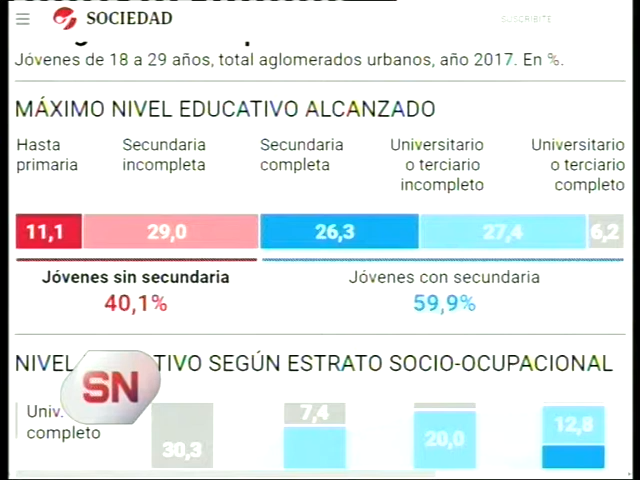 SOCIEDAD
SUSCRIBITE
Jóvenes de 18 a 29 años, total aglomerados urbanos, año 2017. En %.
MÁXIMO NIVEL EDUCATIVO ALCANZADO
Hasta primaria
Secundaria incompleta
Secundaria completa
Universitario o terciario incompleto
Universitario o terciario completo
11,1 29,0 26,3 27,4 6,2
Jóvenes sin secundaria
40,1%
Jóvenes con secundaria
59,9%
NIVEL TIVO SEGÚN ESTRATO SOCIO-OCUPACIONAL
SN
Univ.
completo
30,3 7,4 20,0 12,8